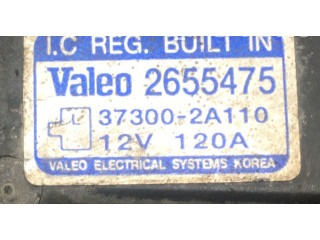 I.C REG. BUILT IN
Valeo 2655475
37300-2A110
12V 120A
VALEO ELECTRICAL SYSTEMS KOREA